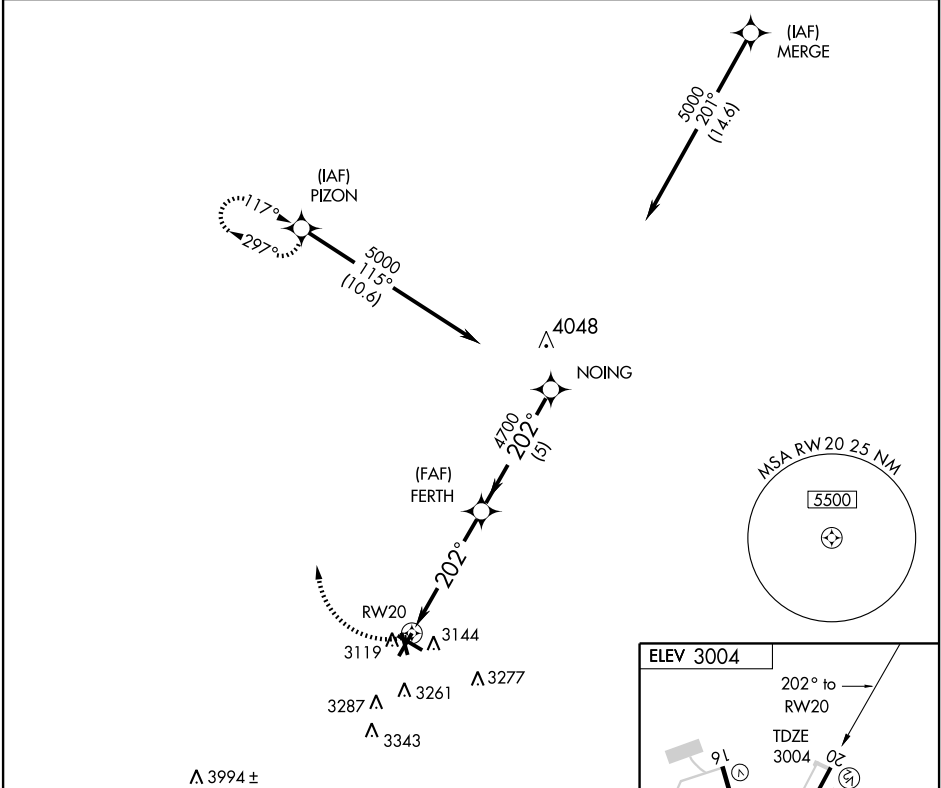 (IAF)
MERGE
5000
201°
(14.6)
(IAF)
PIZON
117°
297°
5000
115°
(10.6)
4048
NOING
4700
202°
(5)
(FAF)
FERTH
202°
MSA RW20 25 NM
5500
RW20
3119
3144
3277
3261
3287
3343
3994 ±
ELEV 3004
202° to
RW20
TDZE
3004
16
V
20
V5